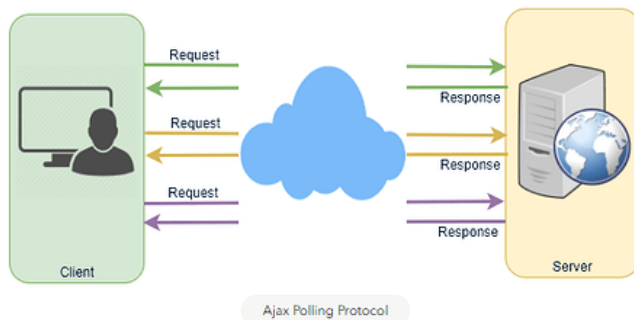 Request
Response
Request
Response
Request
Response
Client
Server
Ajax Polling Protocol